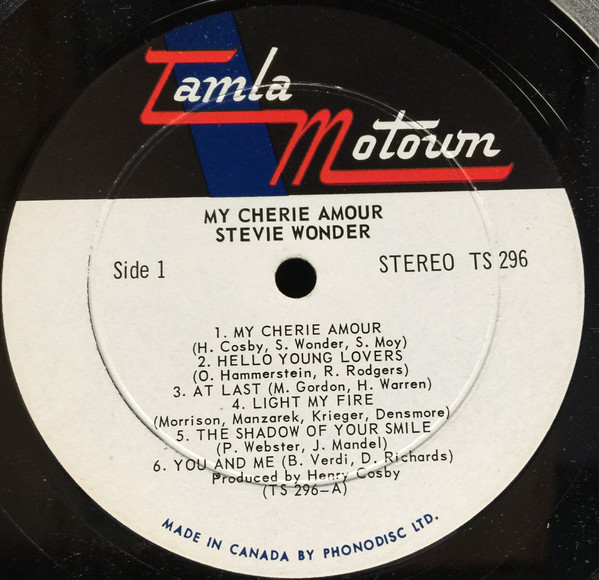 Tamla
Motown
MY CHERIE AMOUR
STEVIE WONDER
Side 1
STEREO TS 296
1. MY CHERIE AMOUR
(H. Cosby, S. Wonder, S. Moy)
2. HELLO YOUNG LOVERS
(O. Hammerstein, R. Rodgers)
3. AT LAST (M. Gordon, H. Warren)
4. LIGHT MY FIRE
(Morrison, Manzarek, Krieger, Densmore)
5. THE SHADOW OF YOUR SMILE
(P. Webster, J. Mandel)
6. YOU AND ME (B. Verdi, D. Richards)
Produced by Henry Cosby
(TS 296-A)
MADE IN CANADA BY PHONODISC LTD.